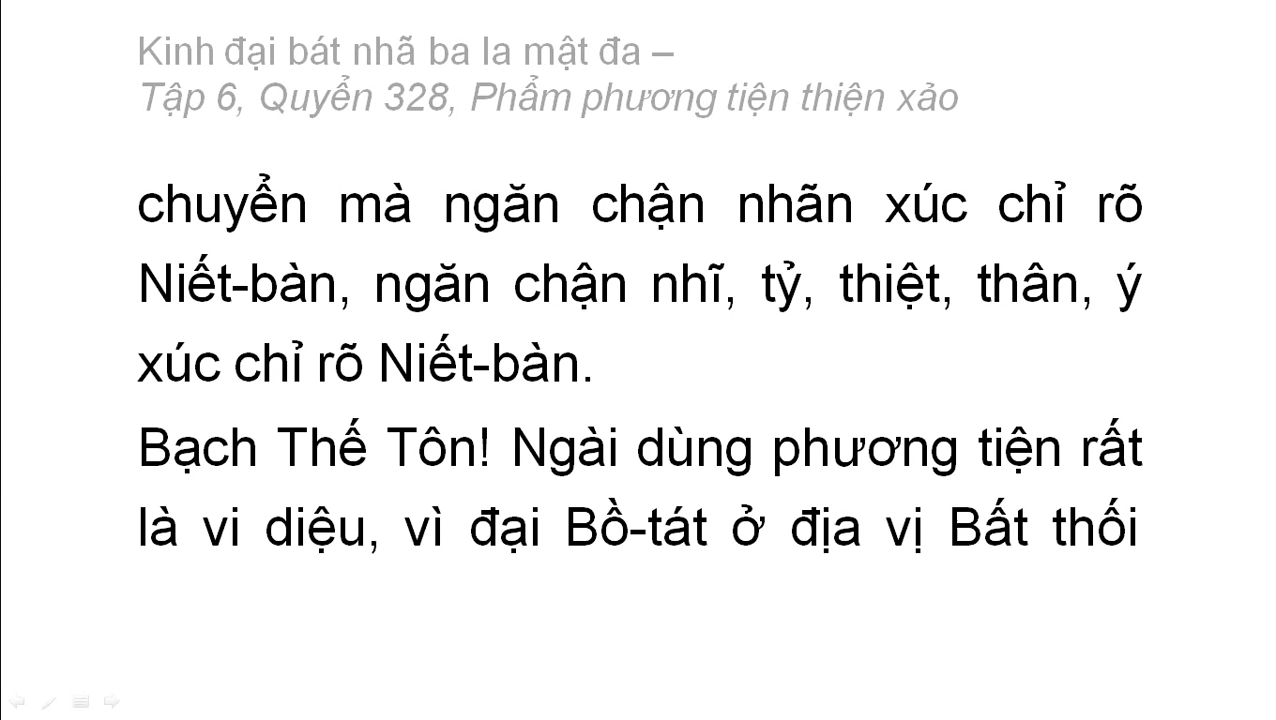 Kinh đại bát nhã ba la mật đa –
Tập 6, Quyển 328, Phẩm phương tiện thiện xảo
chuyển mà ngăn chận nhãn xúc chỉ rõ
Niết-bàn, ngăn chận nhĩ, tỷ, thiệt, thân, ý
xúc chỉ rõ Niết-bàn.
Bạch Thế Tôn! Ngài dùng phương tiện rất
là vi diệu, vì đại Bồ-tát ở địa vị Bất thối